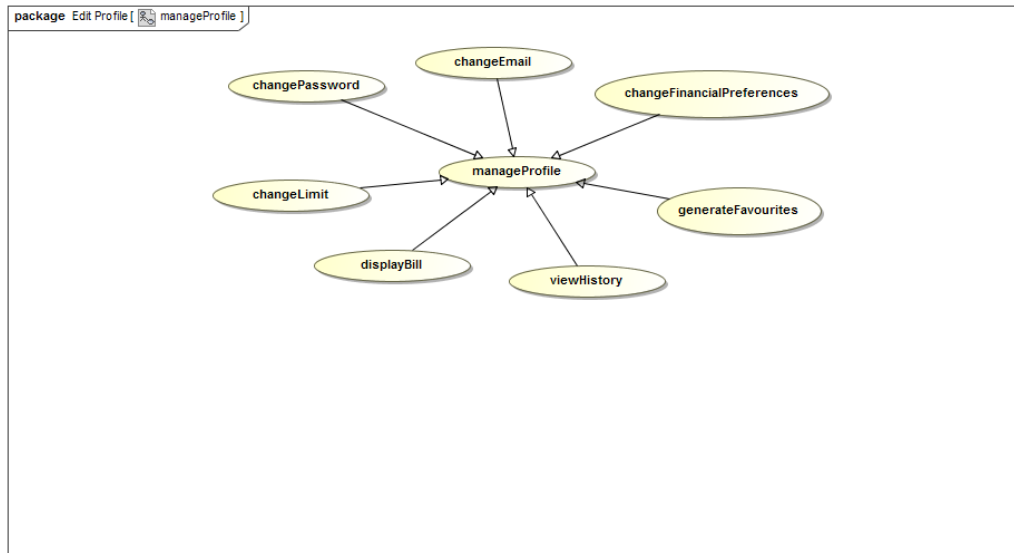 package Edit Profile [ manageProfile ]
changeEmail
changePassword
changeFinancialPreferences
manageProfile
changeLimit
generateFavourites
displayBill
viewHistory